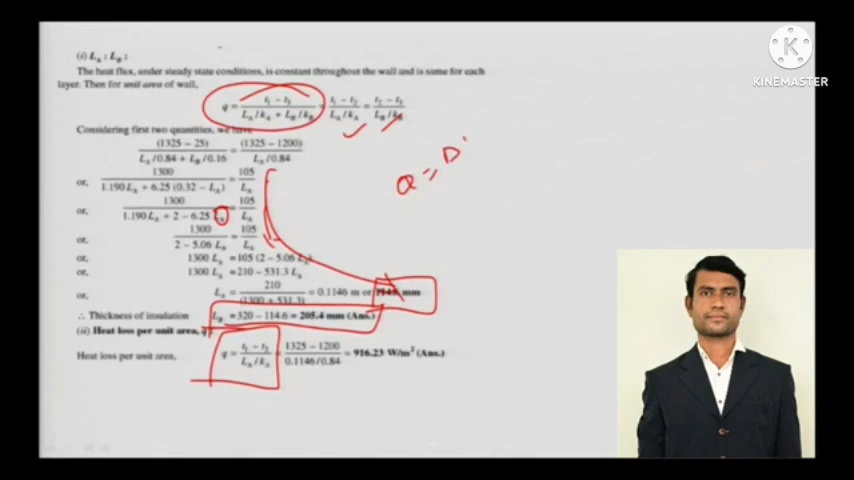 (i) L_A : L_B :
The heat flux, under steady state conditions, is constant throughout the wall and is same for each
layer. Then for unit area of wall,
q = (t₁ − t₃)/(L_A/k_A + L_B/k_B) = (t₁ − t₂)/(L_A/k_A) = (t₂ − t₃)/(L_B/k_B)
Considering first two quantities, we have
(1325 − 25)/(L_A/0.84 + L_B/0.16) = (1325 − 1200)/(L_A/0.84)
or, 1300/(1.190 L_A + 6.25 (0.32 − L_A)) = 105/L_A
or, 1300/(1.190 L_A + 2 − 6.25 L_A) = 105/L_A
or, 1300/(2 − 5.06 L_A) = 105/L_A
or, 1300 L_A = 105 (2 − 5.06 L_A)
or, 1300 L_A = 210 − 531.3 L_A
or, L_A = 210/(1300 + 531.3) = 0.1146 m or mm
∴ Thickness of insulation L_B = 320 − 114.6 = 205.4 mm (Ans.)
(ii) Heat loss per unit area, q
Heat loss per unit area, q = (t₁ − t₂)/(L_A/k_A) = (1325 − 1200)/(0.1146/0.84) = 916.23 W/m² (Ans.)
Q = D
K
KINEMASTER